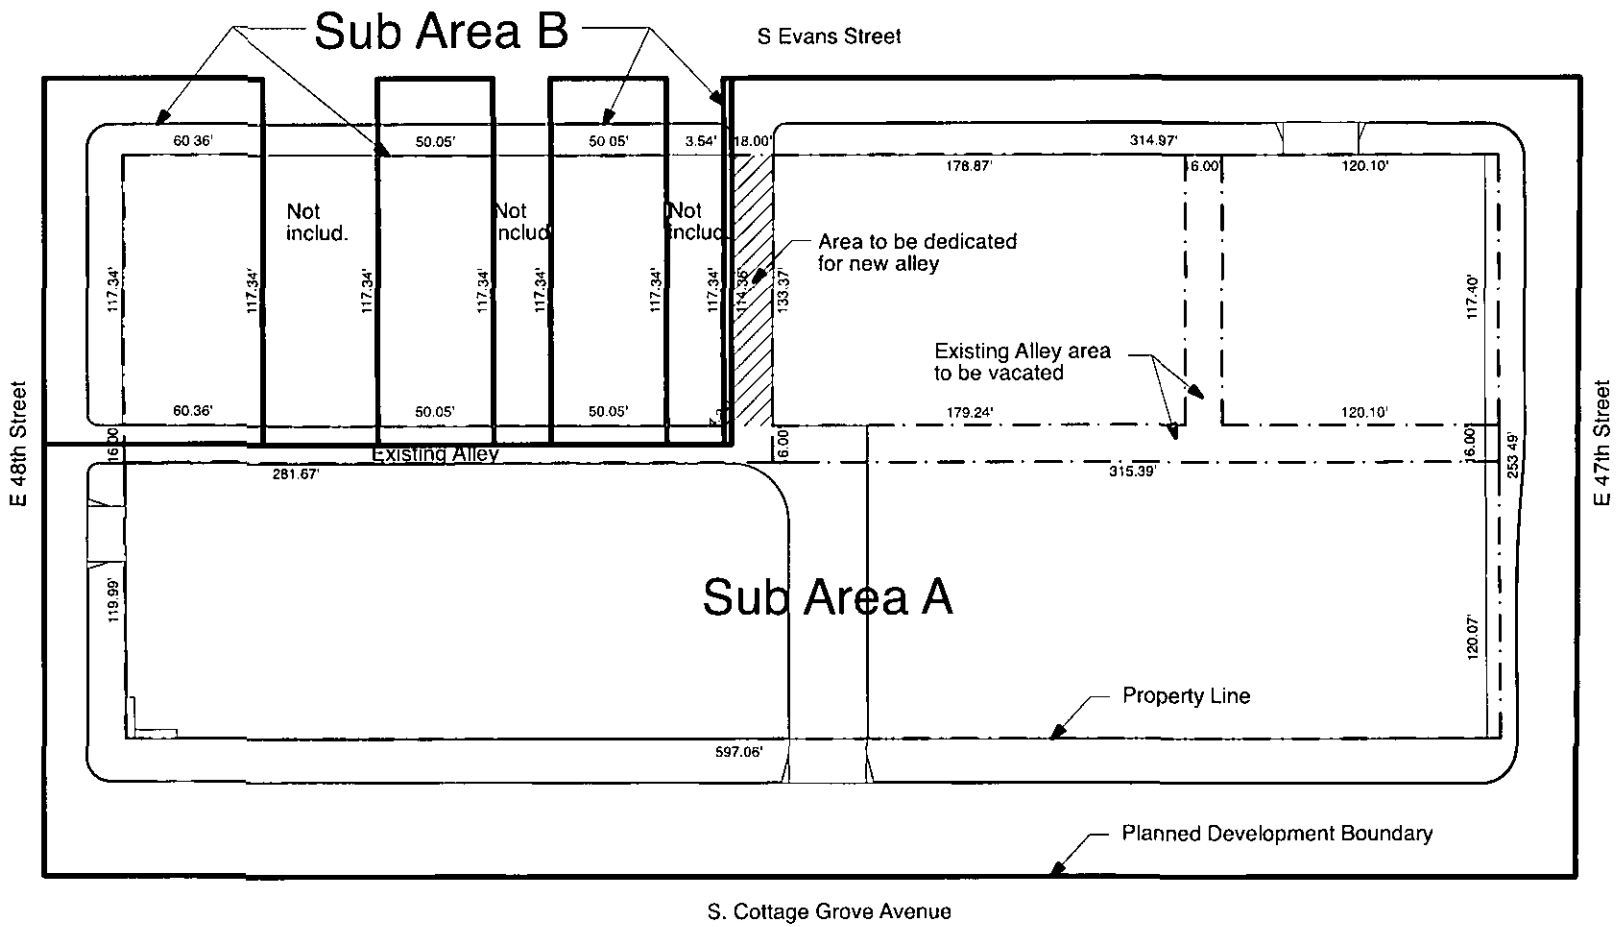 Sub Area B
S Evans Street
60 36'
50.05'
50 05'
3.54'
18.00'
314.97'
178.87'
6.00'
120.10'
Not
includ.
Not
includ
Not
includ.
Area to be dedicated
for new alley
117.34'
117.34'
117.34'
117.34'
117.34'
117.34'
117.34'
133.37'
117.40'
Existing Alley area
to be vacated
60.36'
50.05'
50.05'
179.24'
120.10'
E 48th Street
E 47th Street
16 00
Existing Alley
6.00
16.00'
253 49'
281.67'
315.39'
119.99'
Sub Area A
120.07'
Property Line
597.06'
Planned Development Boundary
S. Cottage Grove Avenue